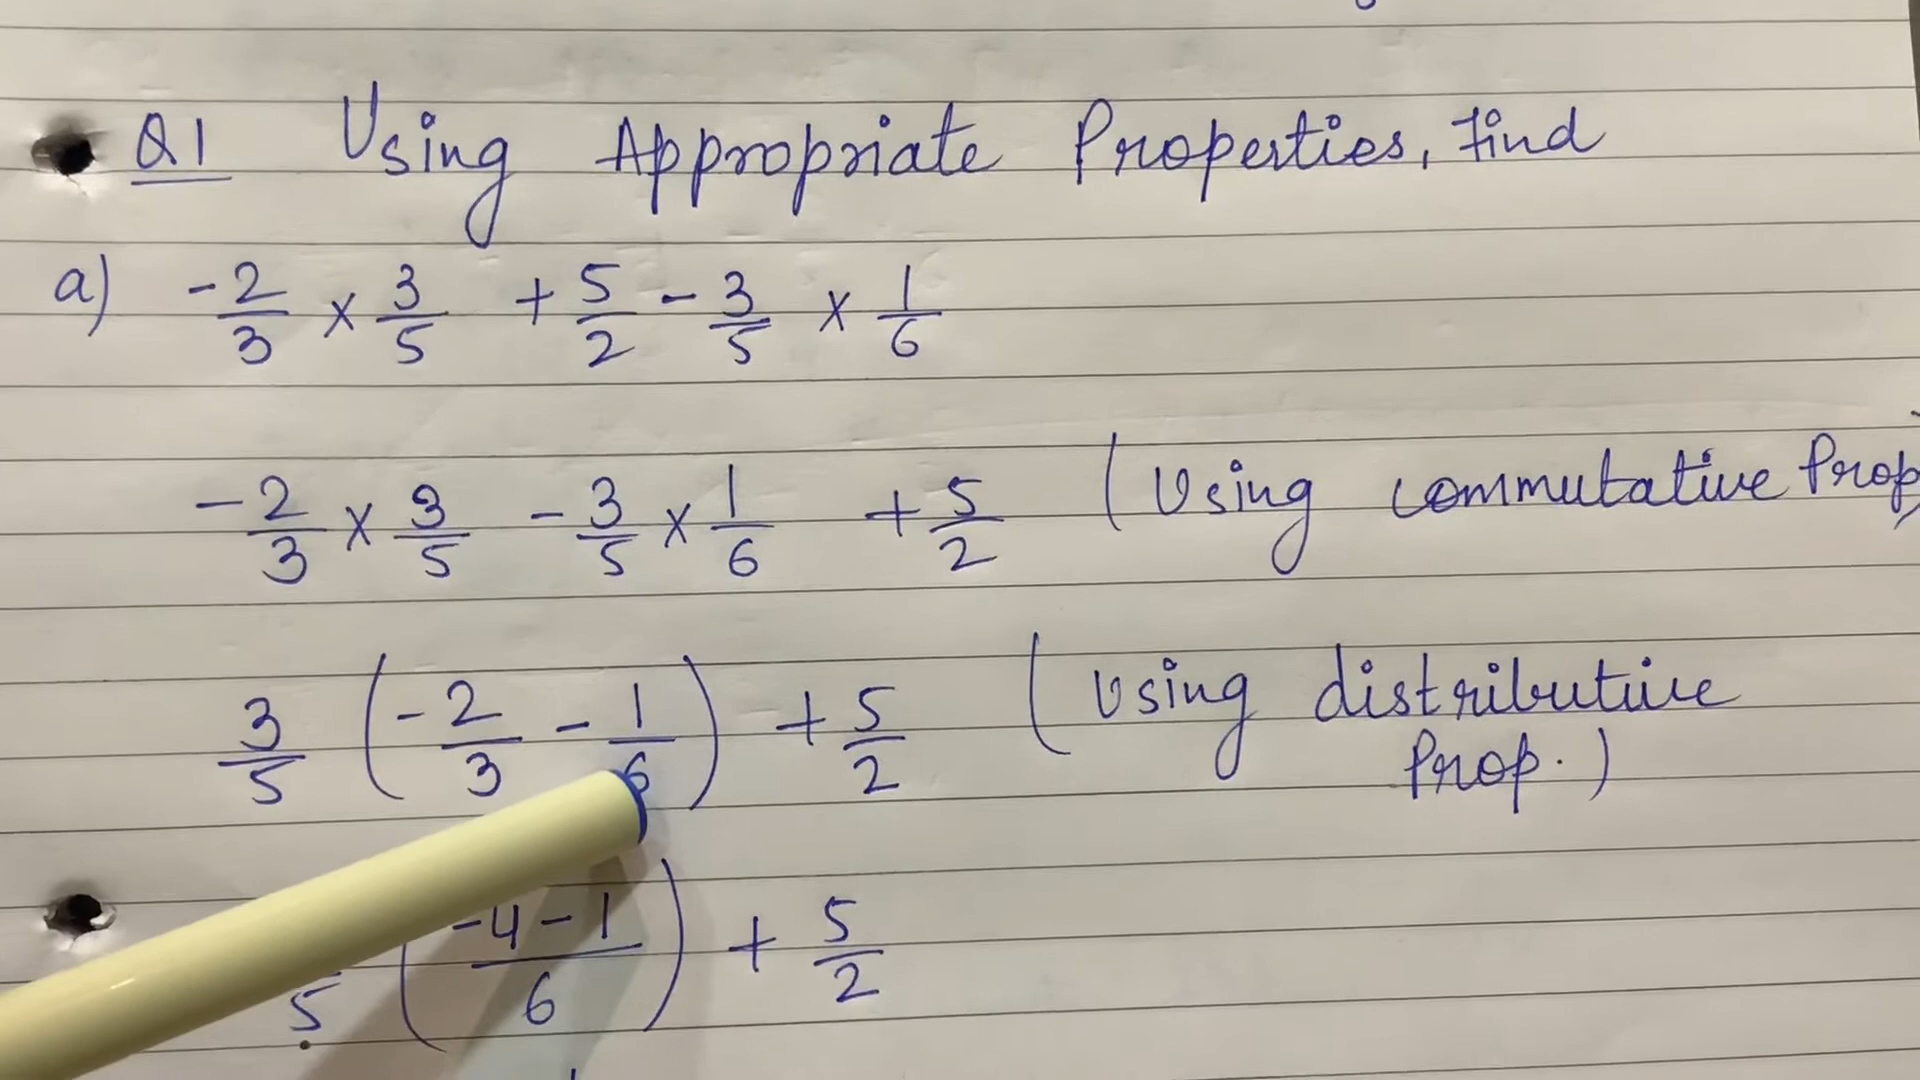 Q1 Using Appropriate Properties, find
a) -2/3 × 3/5 + 5/2 - 3/5 × 1/6
-2/3 × 3/5 - 3/5 × 1/6 + 5/2 (Using commutative Prop
3/5 (-2/3 - 1/6) + 5/2 (Using distributive
Prop.)
5 (-4-1/6) + 5/2